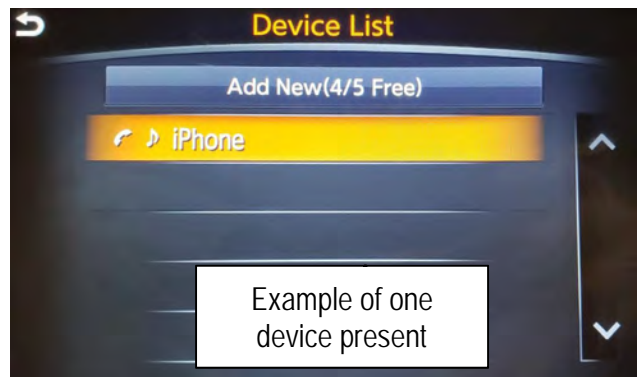 Device List
Add New(4/5 Free)
iPhone
Example of one
device present